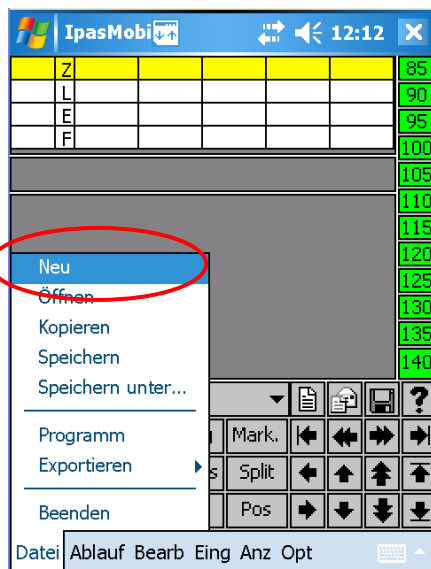 IpasMobi 12:12
Z
L
E
F
85
90
95
100
105
110
115
120
125
130
135
140
Neu
Öffnen
Kopieren
Speichern
Speichern unter...
Programm
Exportieren
Beenden
Mark.
s Split
Pos
?
Datei Ablauf Bearb Eing Anz Opt